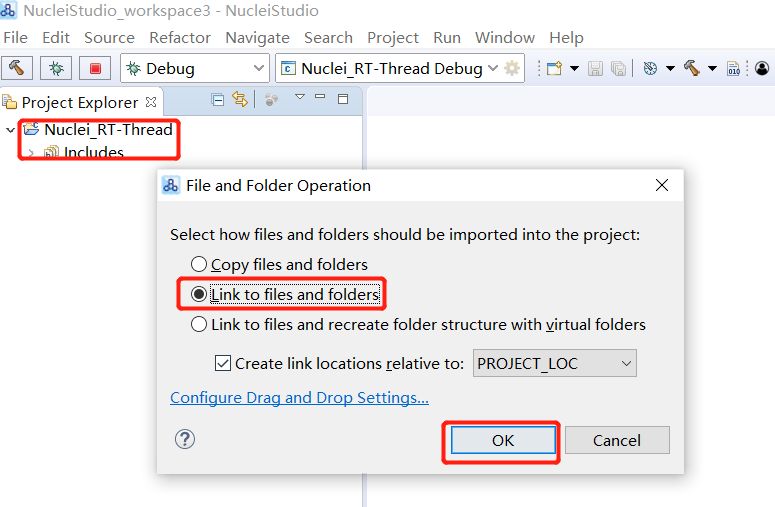 NucleiStudio_workspace3 - NucleiStudio
File Edit Source Refactor Navigate Search Project Run Window Help
Debug Nuclei_RT-Thread Debug 010
Project Explorer
Nuclei_RT-Thread
Includes
File and Folder Operation
Select how files and folders should be imported into the project:
Copy files and folders
Link to files and folders
Link to files and recreate folder structure with virtual folders
Create link locations relative to: PROJECT_LOC
Configure Drag and Drop Settings...
OK Cancel